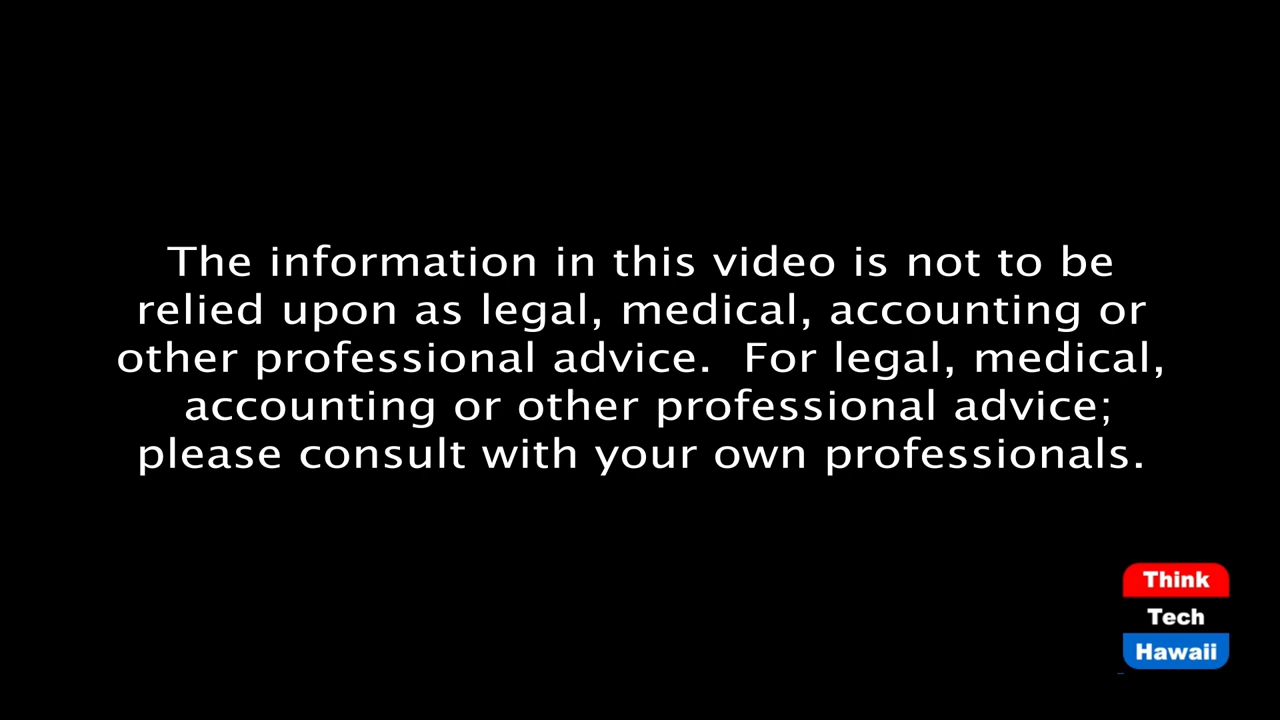 The information in this video is not to be
relied upon as legal, medical, accounting or
other professional advice.  For legal, medical,
accounting or other professional advice;
please consult with your own professionals.
Think
Tech
Hawaii